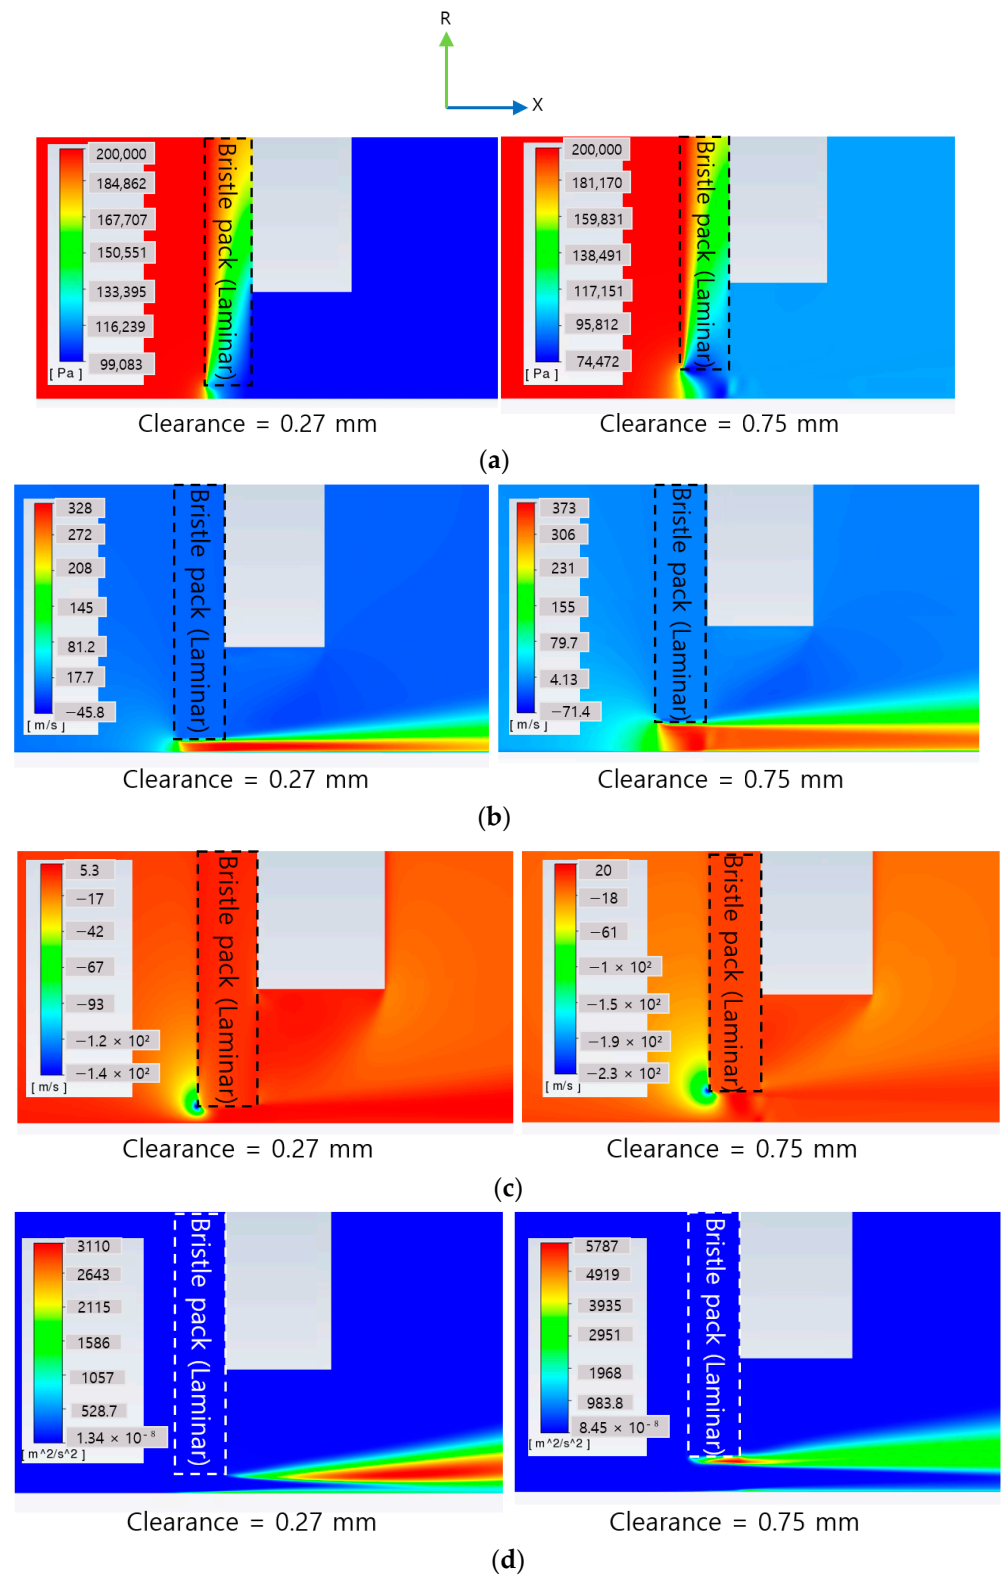 R
X
200,000
184,862
167,707
150,551
133,395
116,239
99,083
[ Pa ]
Bristle pack (Laminar)
200,000
181,170
159,831
138,491
117,151
95,812
74,472
[ Pa ]
Bristle pack (Laminar)
Clearance = 0.27 mm
Clearance = 0.75 mm
(a)
328
272
208
145
81.2
17.7
−45.8
[ m/s ]
Bristle pack (Laminar)
373
306
231
155
79.7
4.13
−71.4
[ m/s ]
Bristle pack (Laminar)
Clearance = 0.27 mm
Clearance = 0.75 mm
(b)
5.3
−17
−42
−67
−93
−1.2 × 10²
−1.4 × 10²
[ m/s ]
Bristle pack (Laminar)
20
−18
−61
−1 × 10²
−1.5 × 10²
−1.9 × 10²
−2.3 × 10²
[ m/s ]
Bristle pack (Laminar)
Clearance = 0.27 mm
Clearance = 0.75 mm
(c)
3110
2643
2115
1586
1057
528.7
1.34 × 10⁻⁸
[ m^2/s^2 ]
Bristle pack (Laminar)
5787
4919
3935
2951
1968
983.8
8.45 × 10⁻⁸
[ m^2/s^2 ]
Bristle pack (Laminar)
Clearance = 0.27 mm
Clearance = 0.75 mm
(d)